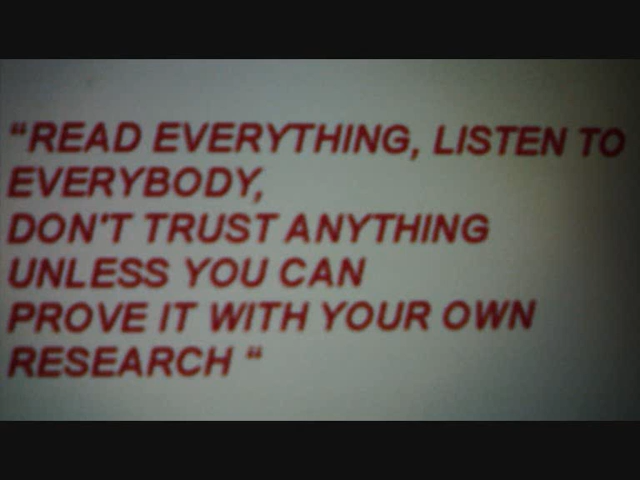 “READ EVERYTHING, LISTEN TO
EVERYBODY,
DON'T TRUST ANYTHING
UNLESS YOU CAN
PROVE IT WITH YOUR OWN
RESEARCH “